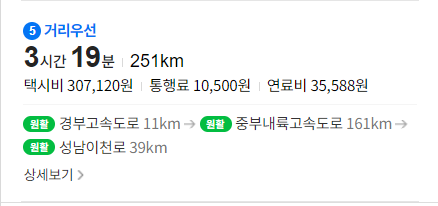 5 거리우선
3시간 19분 251km
택시비 307,120원 통행료 10,500원 연료비 35,588원
원활 경부고속도로 11km → 원활 중부내륙고속도로 161km →
원활 성남이천로 39km
상세보기 >